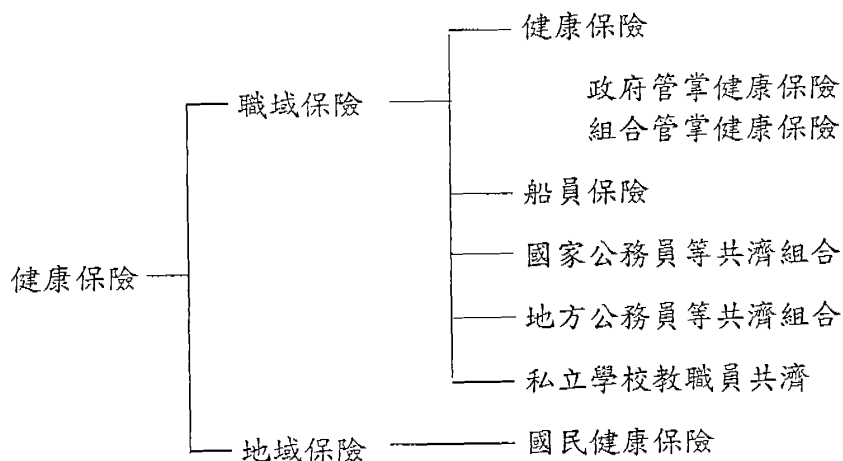 健康保險
職域保險
健康保險
政府管掌健康保險
組合管掌健康保險
船員保險
國家公務員等共濟組合
地方公務員等共濟組合
私立學校教職員共濟
地域保險
國民健康保險